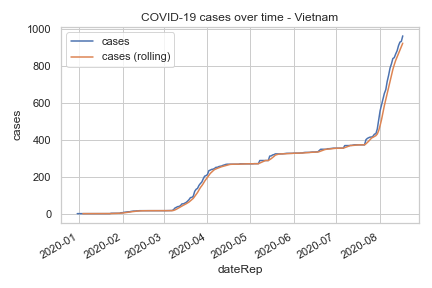 COVID-19 cases over time - Vietnam
cases
cases (rolling)
1000
800
600
400
200
0
cases
2020-01
2020-02
2020-03
2020-04
2020-05
2020-06
2020-07
2020-08
dateRep